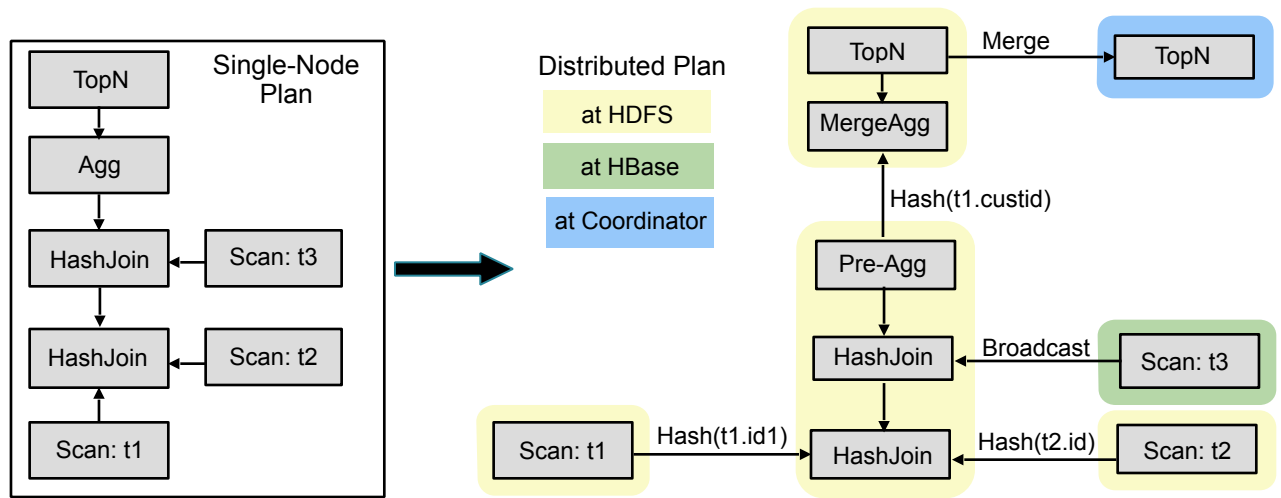 Single-Node
Plan
TopN
Agg
HashJoin
Scan: t3
HashJoin
Scan: t2
Scan: t1
Distributed Plan
at HDFS
at HBase
at Coordinator
TopN
Merge
TopN
MergeAgg
Hash(t1.custid)
Pre-Agg
HashJoin
Broadcast
Scan: t3
Scan: t1
Hash(t1.id1)
HashJoin
Hash(t2.id)
Scan: t2